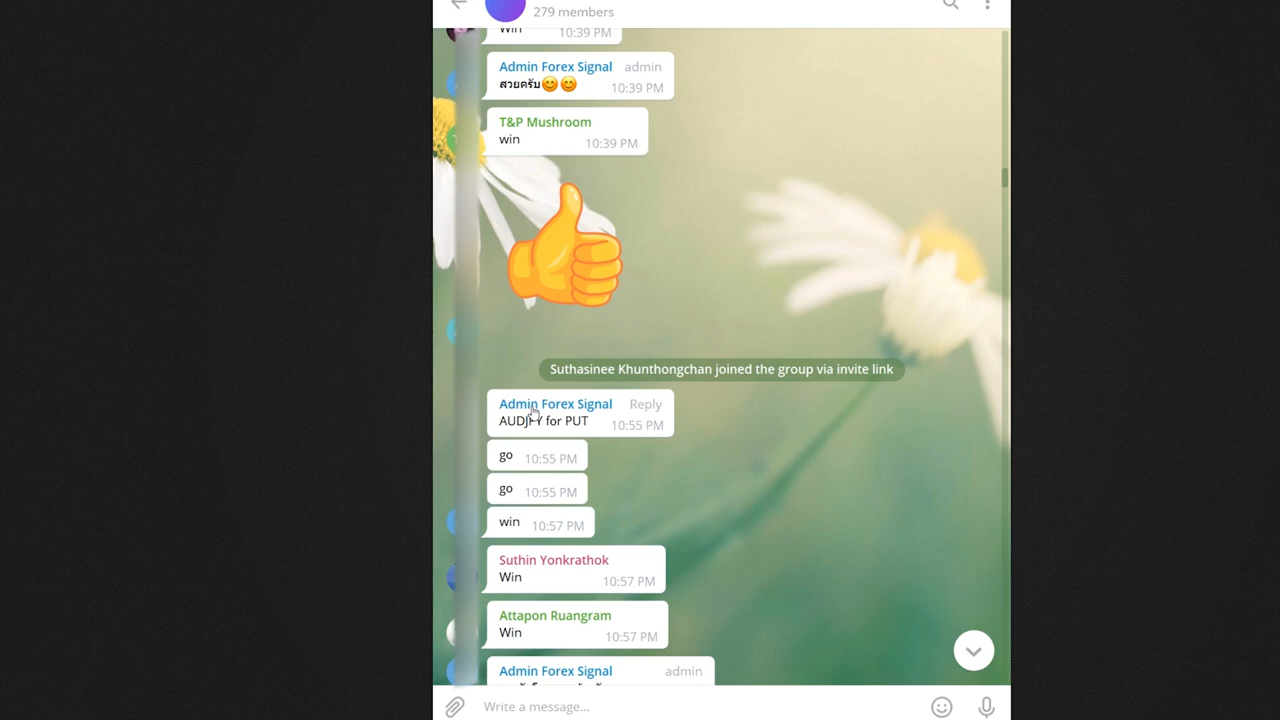 279 members
Win 10:39 PM
Admin Forex Signal admin
สวยครับ😊😊 10:39 PM
T&P Mushroom
win 10:39 PM
Suthasinee Khunthongchan joined the group via invite link
Admin Forex Signal Reply
AUDJPY for PUT 10:55 PM
go 10:55 PM
go 10:55 PM
win 10:57 PM
Suthin Yonkrathok
Win 10:57 PM
Attapon Ruangram
Win 10:57 PM
Admin Forex Signal admin
Write a message...